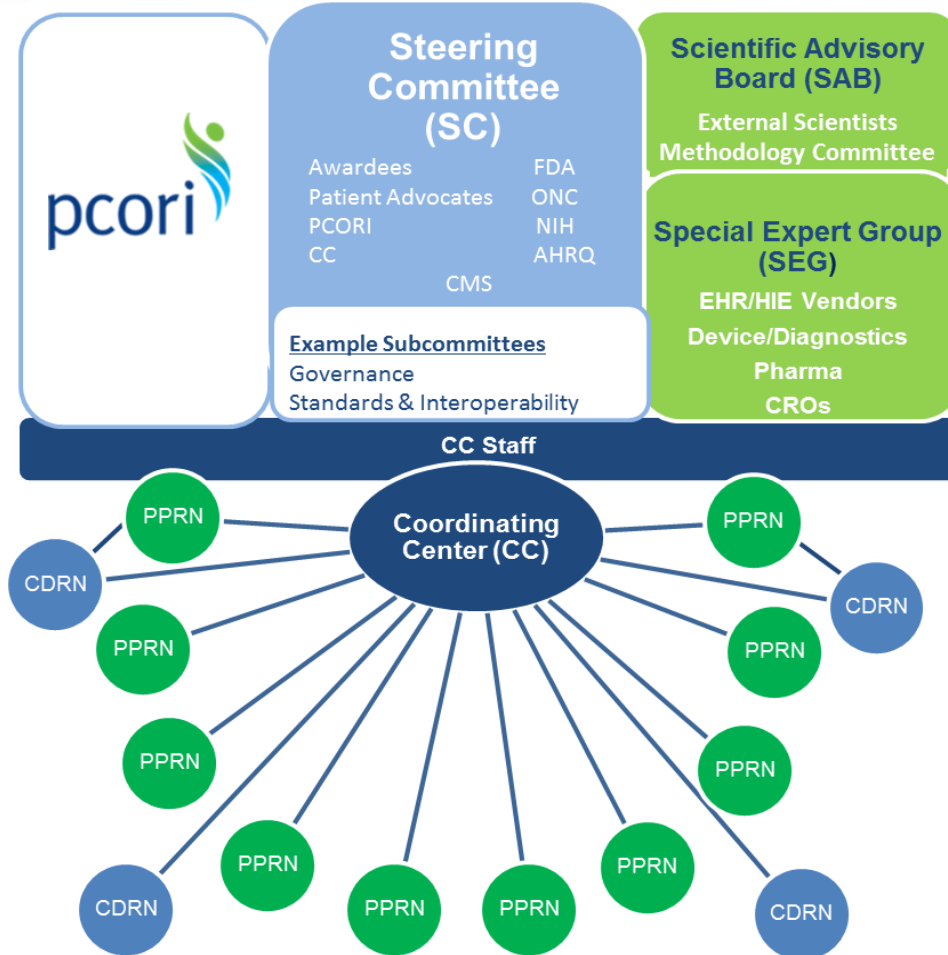 pcori
Steering
Committee
(SC)
Awardees FDA
Patient Advocates ONC
PCORI NIH
CC AHRQ
CMS
Example Subcommittees
Governance
Standards & Interoperability
Scientific Advisory
Board (SAB)
External Scientists
Methodology Committee
Special Expert Group
(SEG)
EHR/HIE Vendors
Device/Diagnostics
Pharma
CROs
CC Staff
Coordinating
Center (CC)
PPRN
PPRN
CDRN
CDRN
PPRN
PPRN
PPRN
PPRN
PPRN
PPRN
CDRN
PPRN
PPRN
CDRN